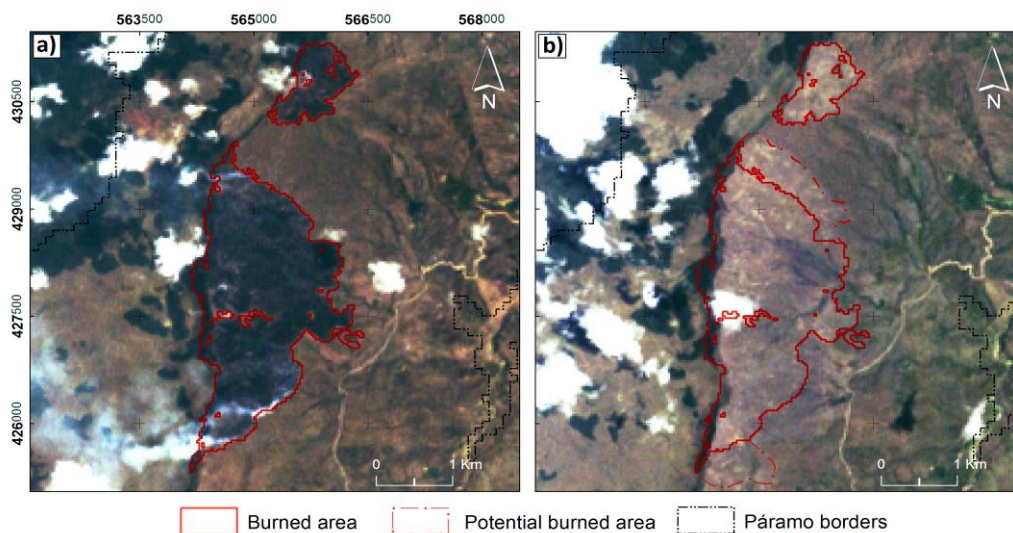 563500 565000 566500 568000
a)
b)
N
N
430500
429000
427500
426000
0 1 Km
0 1 Km
Burned area
Potential burned area
Páramo borders